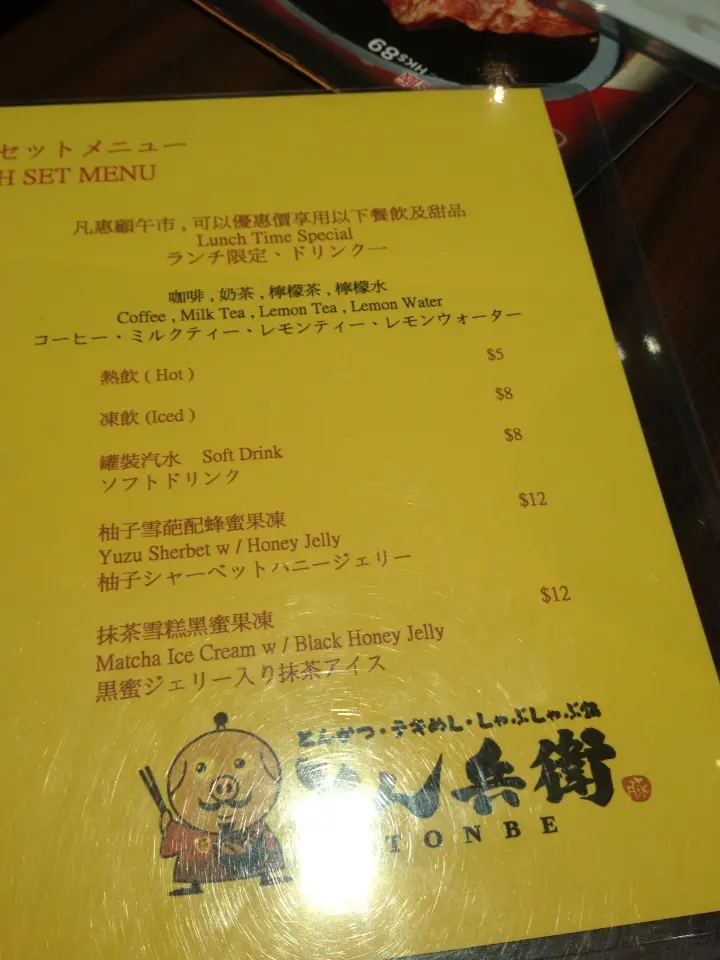 HK$89
セットメニュー
H SET MENU
凡惠顧午市 , 可以優惠價享用以下餐飲及甜品
Lunch Time Special
ランチ限定、ドリンクー
咖啡 , 奶茶 , 檸檬茶 , 檸檬水
Coffee , Milk Tea , Lemon Tea , Lemon Water
コーヒー、ミルクティー、レモンティー、レモンウォーター
熱飲 ( Hot ) $5
凍飲 (Iced ) $8
罐裝汽水 Soft Drink $8
ソフトドリンク
柚子雪葩配蜂蜜果凍 $12
Yuzu Sherbet w / Honey Jelly
柚子シャーベットハニージェリー
抹茶雪糕黑蜜果凍 $12
Matcha Ice Cream w / Black Honey Jelly
黒蜜ジェリー入り抹茶アイス
とんかつ・テキめし・しゃぶしゃぶ館
とん兵衛
TONBE